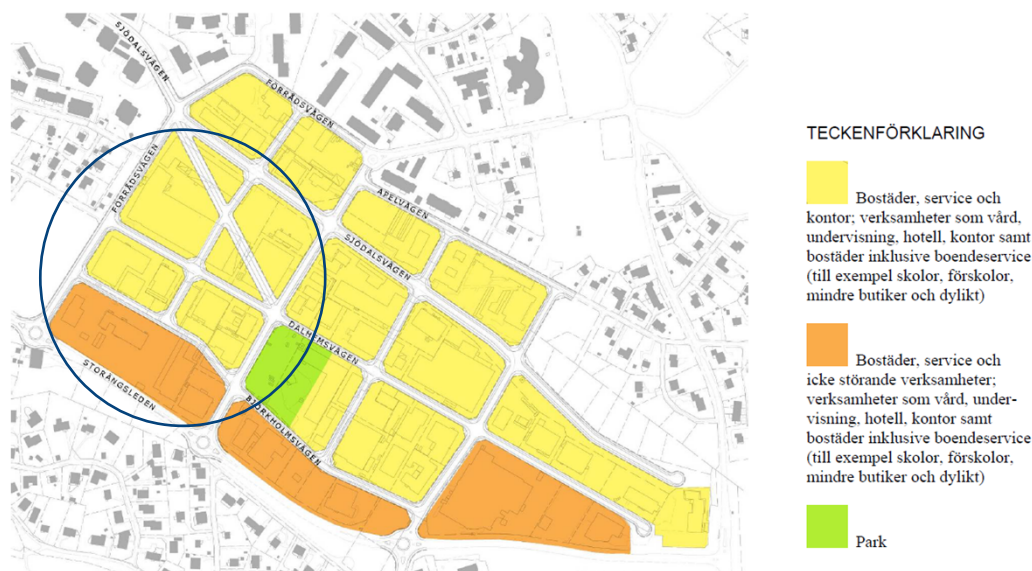 SJÖDALSVÄGEN
FÖRRÅDSVÄGEN
FÖRRÅDSVÄGEN
APELVÄGEN
SJÖDALSVÄGEN
DALHEMSVÄGEN
STORÄNGSLEDEN
BJÖRKHOLMSVÄGEN
TECKENFÖRKLARING
Bostäder, service och
kontor; verksamheter som vård,
undervisning, hotell, kontor samt
bostäder inklusive boendeservice
(till exempel skolor, förskolor,
mindre butiker och dylikt)
Bostäder, service och
icke störande verksamheter;
verksamheter som vård, under-
visning, hotell, kontor samt
bostäder inklusive boendeservice
(till exempel skolor, förskolor,
mindre butiker och dylikt)
Park